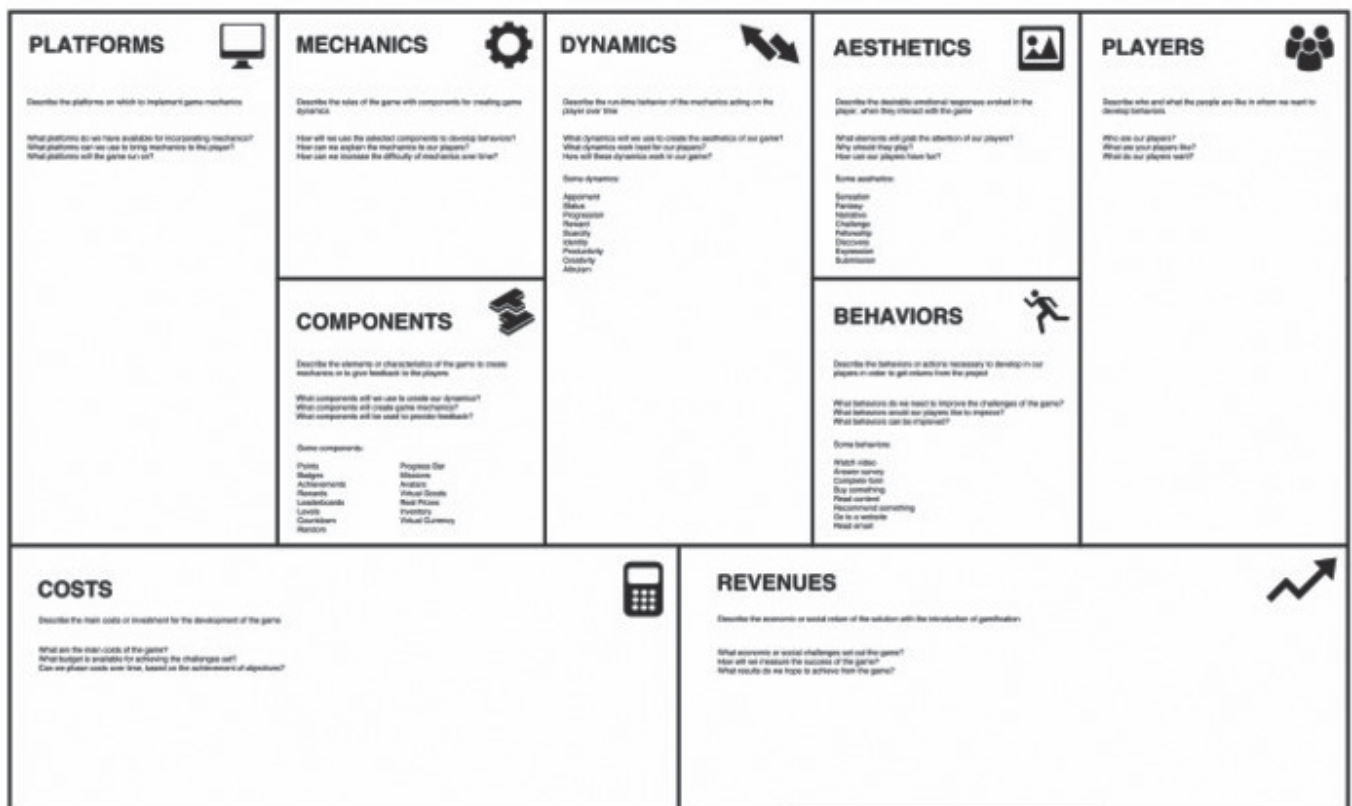 PLATFORMS
Describe the platforms on which to implement game mechanics
What platforms do we have available for incorporating mechanics?
What platforms can we use to bring mechanics to the player?
What platforms will the game run on?
MECHANICS
Describe the rules of the game with components for creating game
dynamics
How will we use the selected components to develop behaviors?
How can we explain the mechanics to our players?
How can we increase the difficulty of mechanics over time?
COMPONENTS
Describe the elements or characteristics of the game to create
mechanics or to give feedback to the players
What components will we use to create our dynamics?
What components will create game mechanics?
What components will be used to provide feedback?
Some components:
Points
Badges
Achievements
Rewards
Leaderboards
Levels
Countdown
Random
Progress Bar
Missions
Avatars
Virtual Goods
Real Prizes
Inventory
Virtual Currency
DYNAMICS
Describe the run-time behavior of the mechanics acting on the
player over time
What dynamics will we use to create the aesthetics of our game?
What dynamics work best for our players?
How will these dynamics work in our game?
Some dynamics:
Appoiment
Status
Progression
Reward
Scarcity
Identity
Productivity
Creativity
Altruism
AESTHETICS
Describe the desirable emotional responses evoked in the
player, when they interact with the game
What elements will grab the attention of our players?
Why should they play?
How can our players have fun?
Some aesthetics:
Sensation
Fantasy
Narrative
Challenge
Fellowship
Discovery
Expression
Submission
BEHAVIORS
Describe the behaviors or actions necessary to develop in our
players in order to get returns from the project
What behaviors do we need to improve the challenges of the game?
What behaviors would our players like to improve?
What behaviors can be improved?
Some behaviors:
Watch video
Answer survey
Complete form
Buy something
Read content
Recommend something
Go to a website
Read email
PLAYERS
Describe who and what the people are like in whom we want to
develop behaviors
Who are our players?
What are your players like?
What do our players want?
COSTS
Describe the main costs or investment for the development of the game
What are the main costs of the game?
What budget is available for achieving the challenges set?
Can we phase costs over time, based on the achievement of objectives?
REVENUES
Describe the economic or social return of the solution with the introduction of gamification
What economic or social challenges set out the game?
How will we measure the success of the game?
What results do we hope to achieve from the game?